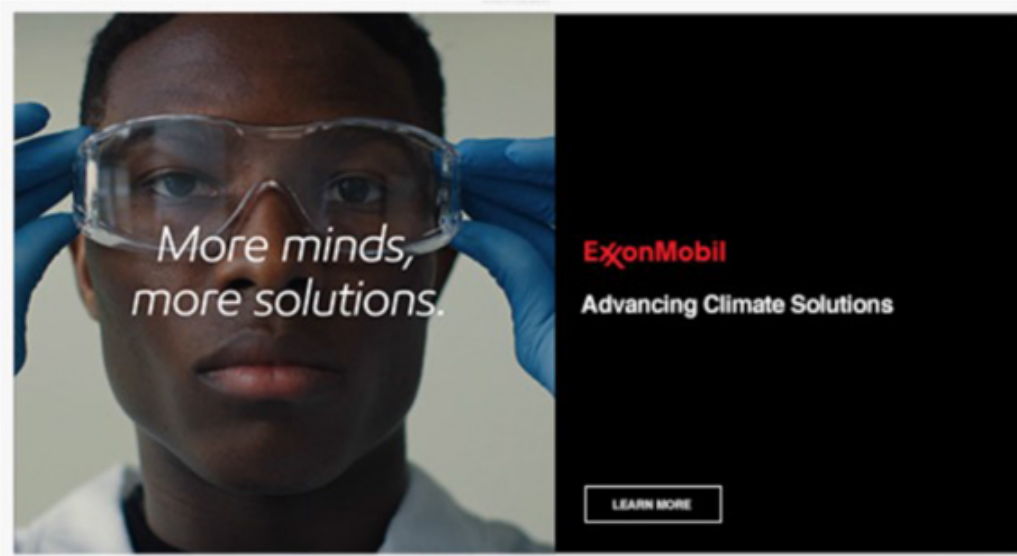 More minds,
more solutions.
ExxonMobil
Advancing Climate Solutions
LEARN MORE